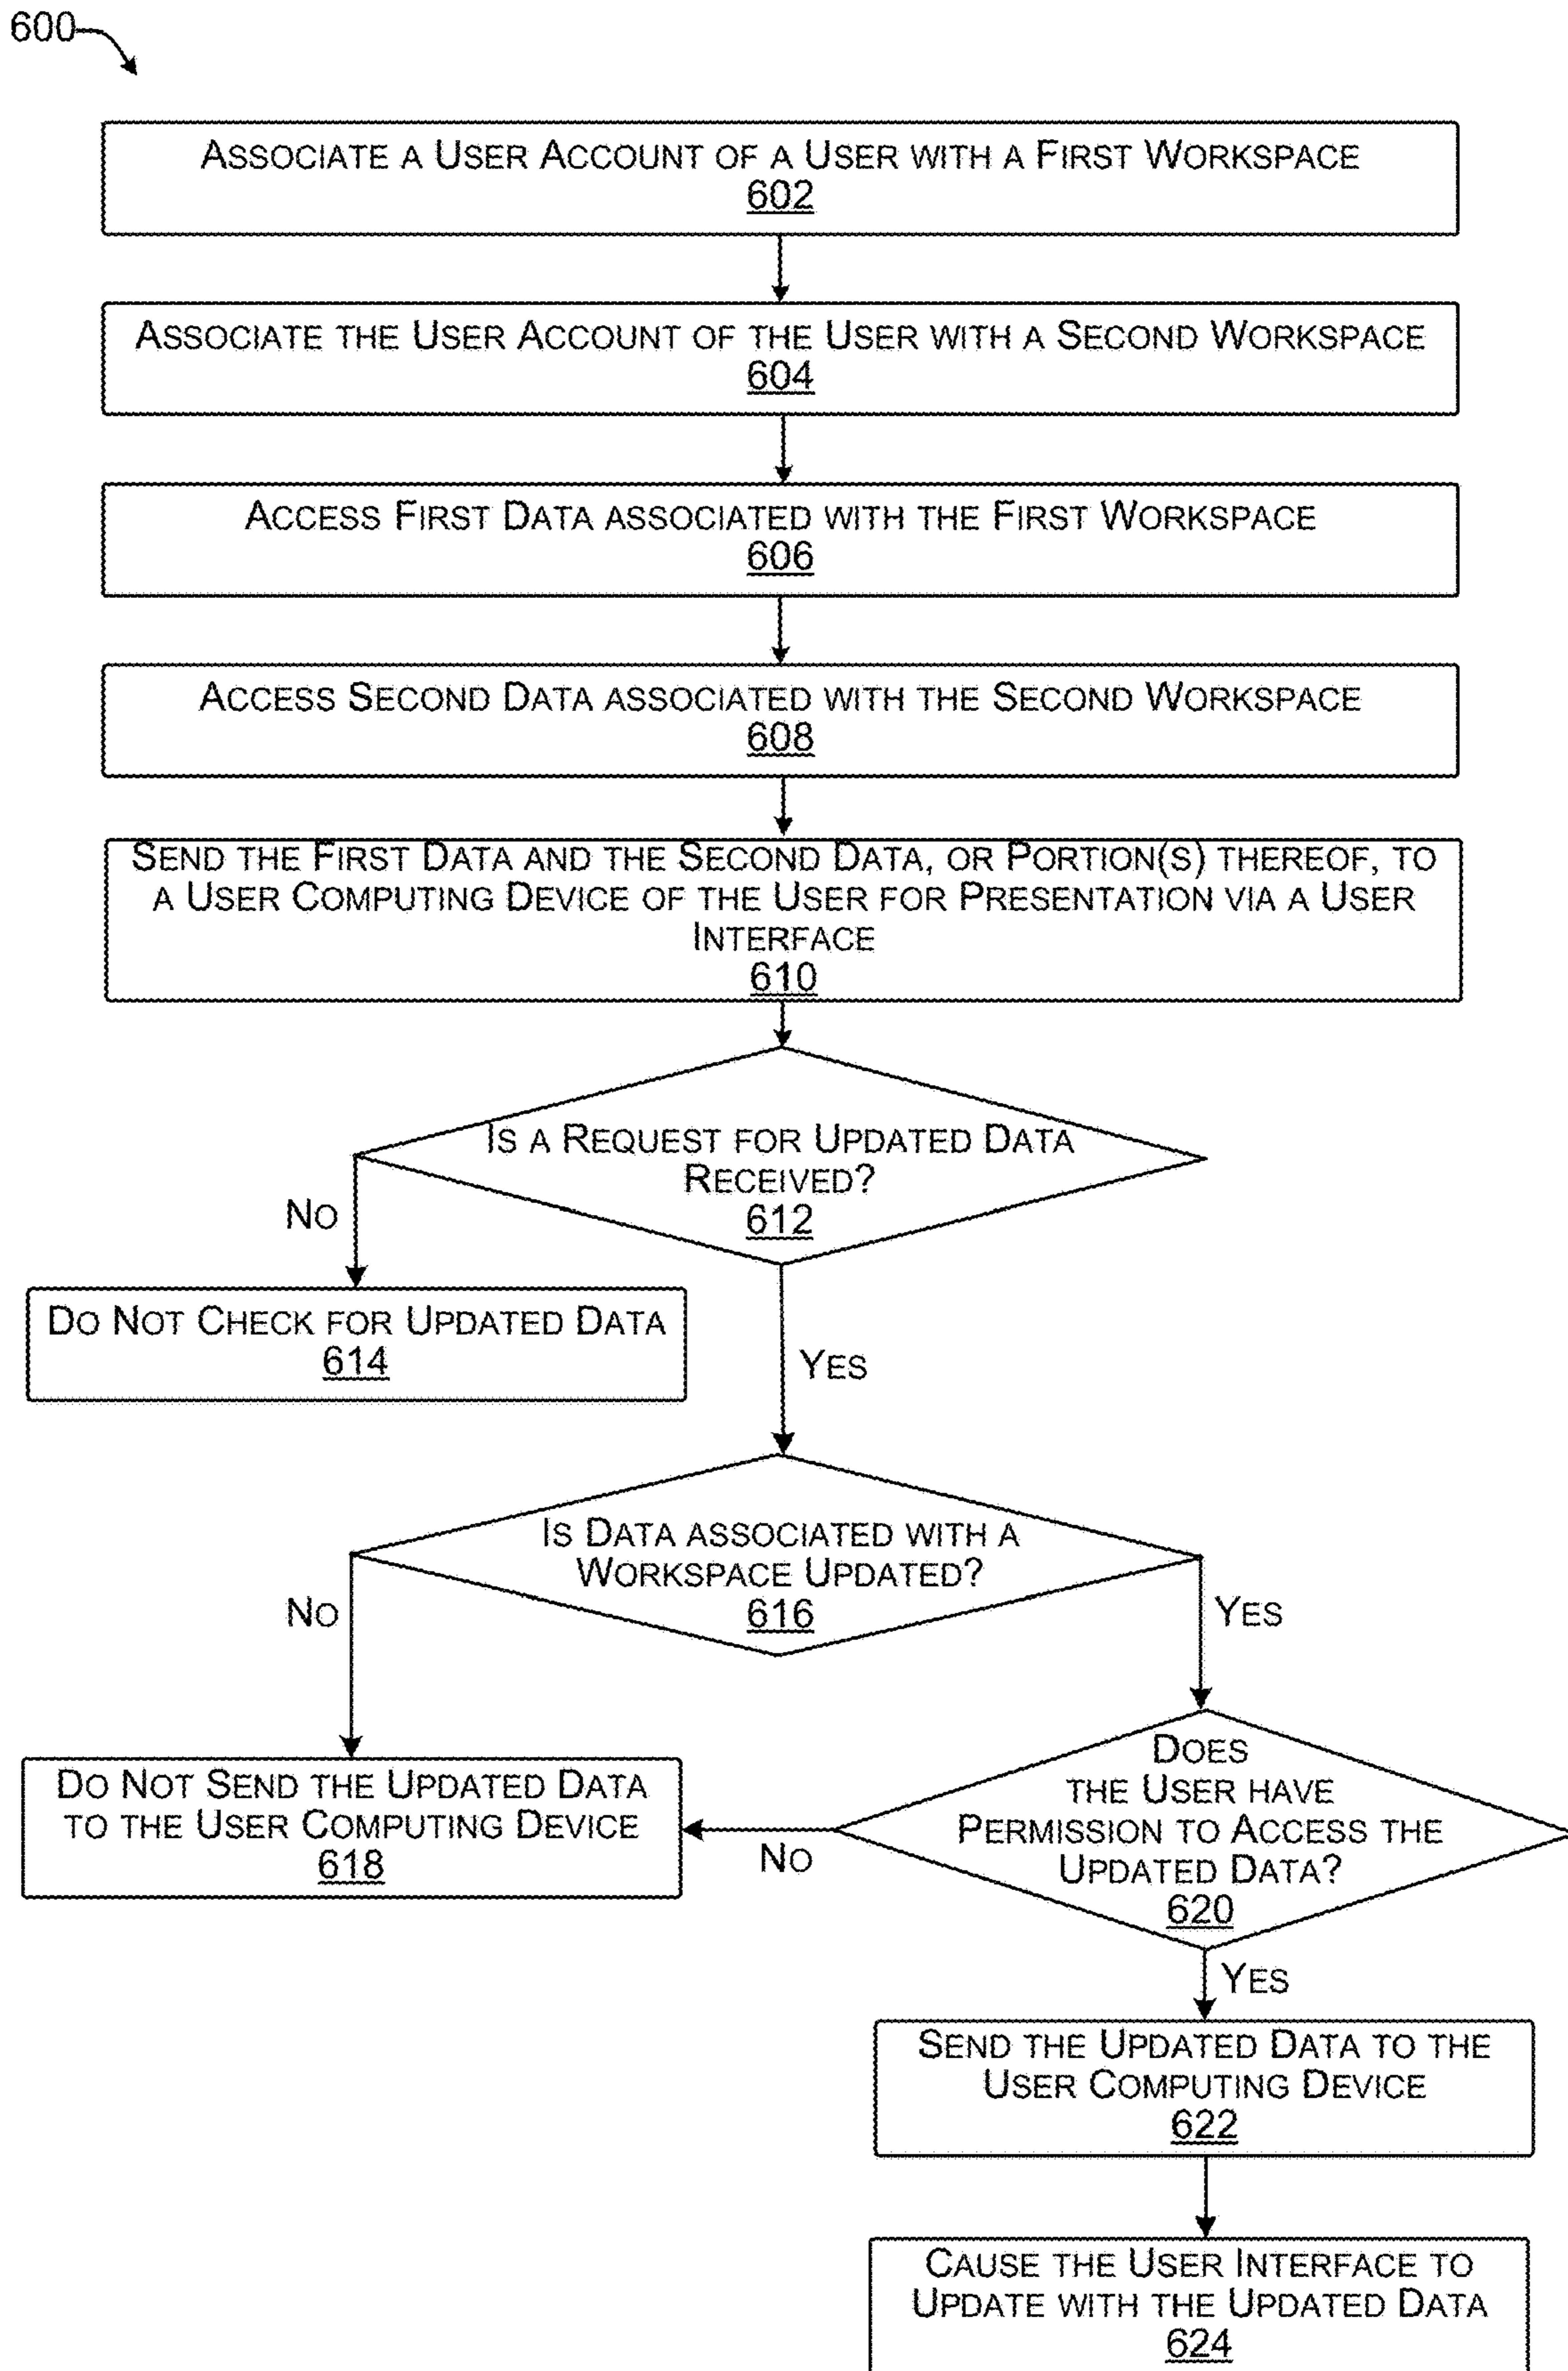 600
ASSOCIATE A USER ACCOUNT OF A USER WITH A FIRST WORKSPACE
602
ASSOCIATE THE USER ACCOUNT OF THE USER WITH A SECOND WORKSPACE
604
ACCESS FIRST DATA ASSOCIATED WITH THE FIRST WORKSPACE
606
ACCESS SECOND DATA ASSOCIATED WITH THE SECOND WORKSPACE
608
SEND THE FIRST DATA AND THE SECOND DATA, OR PORTION(S) THEREOF, TO
A USER COMPUTING DEVICE OF THE USER FOR PRESENTATION VIA A USER
INTERFACE
610
IS A REQUEST FOR UPDATED DATA
RECEIVED?
612
NO
DO NOT CHECK FOR UPDATED DATA
614
YES
IS DATA ASSOCIATED WITH A
WORKSPACE UPDATED?
616
NO
YES
DO NOT SEND THE UPDATED DATA
TO THE USER COMPUTING DEVICE
618
DOES
THE USER HAVE
PERMISSION TO ACCESS THE
UPDATED DATA?
620
NO
YES
SEND THE UPDATED DATA TO THE
USER COMPUTING DEVICE
622
CAUSE THE USER INTERFACE TO
UPDATE WITH THE UPDATED DATA
624